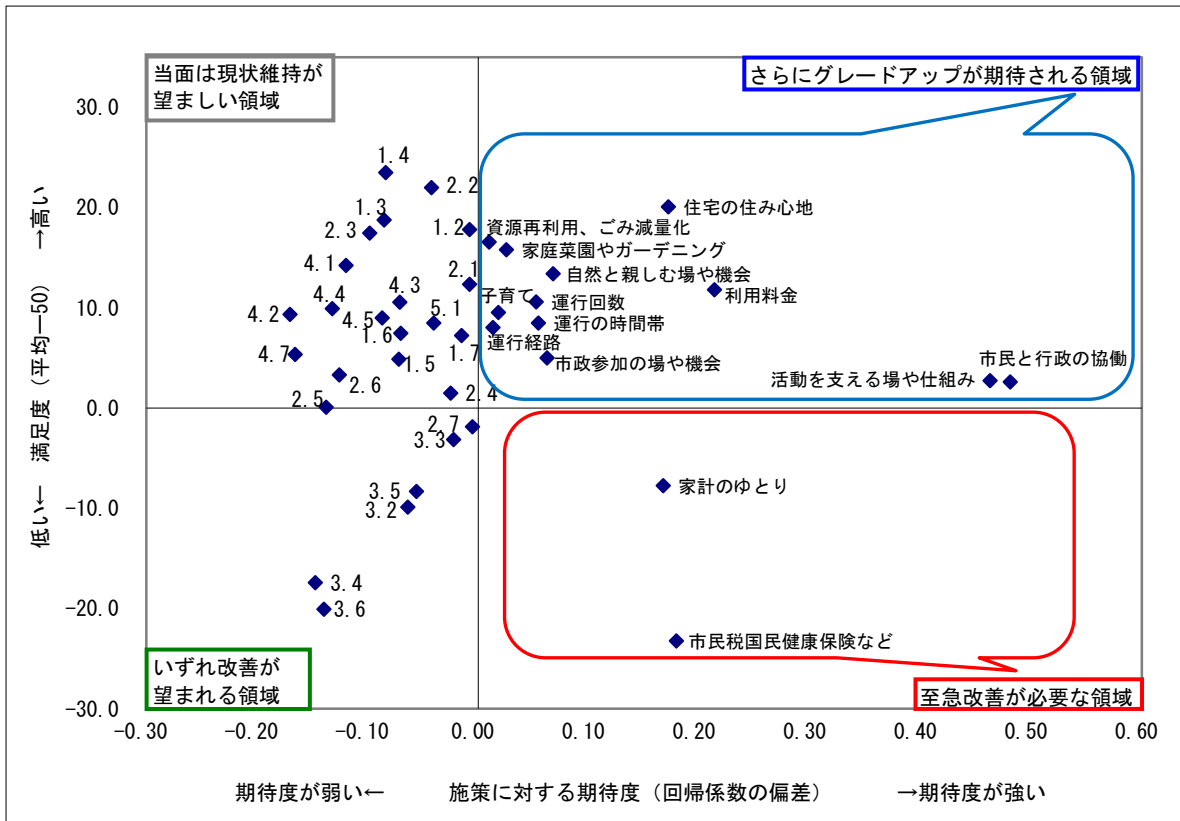 当面は現状維持が
望ましい領域
さらにグレードアップが期待される領域
30.0
20.0
10.0
0.0
-10.0
-20.0
-30.0
低い← 満足度(平均ー50) →高い
1.4
2.2
1.3
2.3
1.2
4.1
2.1
4.3
4.4
4.2
4.5
5.1
1.6
1.7
4.7
1.5
2.6
2.4
2.5
2.7
3.3
3.5
3.2
3.4
3.6
住宅の住み心地
資源再利用、ごみ減量化
家庭菜園やガーデニング
自然と親しむ場や機会
利用料金
子育て
運行回数
運行の時間帯
運行経路
市政参加の場や機会
市民と行政の協働
活動を支える場や仕組み
家計のゆとり
市民税国民健康保険など
いずれ改善が
望まれる領域
至急改善が必要な領域
-0.30
-0.20
-0.10
0.00
0.10
0.20
0.30
0.40
0.50
0.60
期待度が弱い← 施策に対する期待度(回帰係数の偏差) →期待度が強い